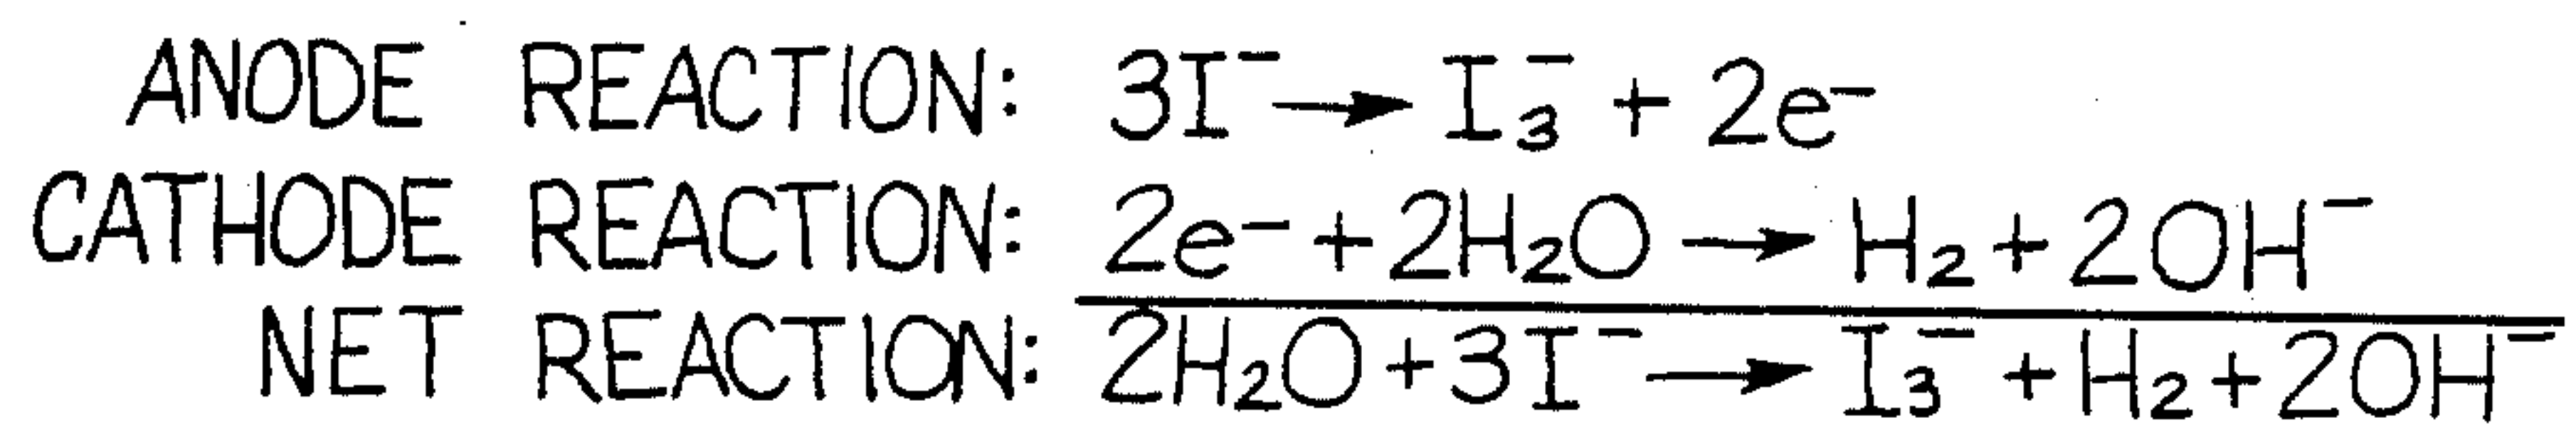 ANODE REACTION: 3I⁻ → I₃⁻ + 2e⁻
CATHODE REACTION: 2e⁻ + 2H₂O → H₂ + 2OH⁻
NET REACTION: 2H₂O + 3I⁻ → I₃⁻ + H₂ + 2OH⁻